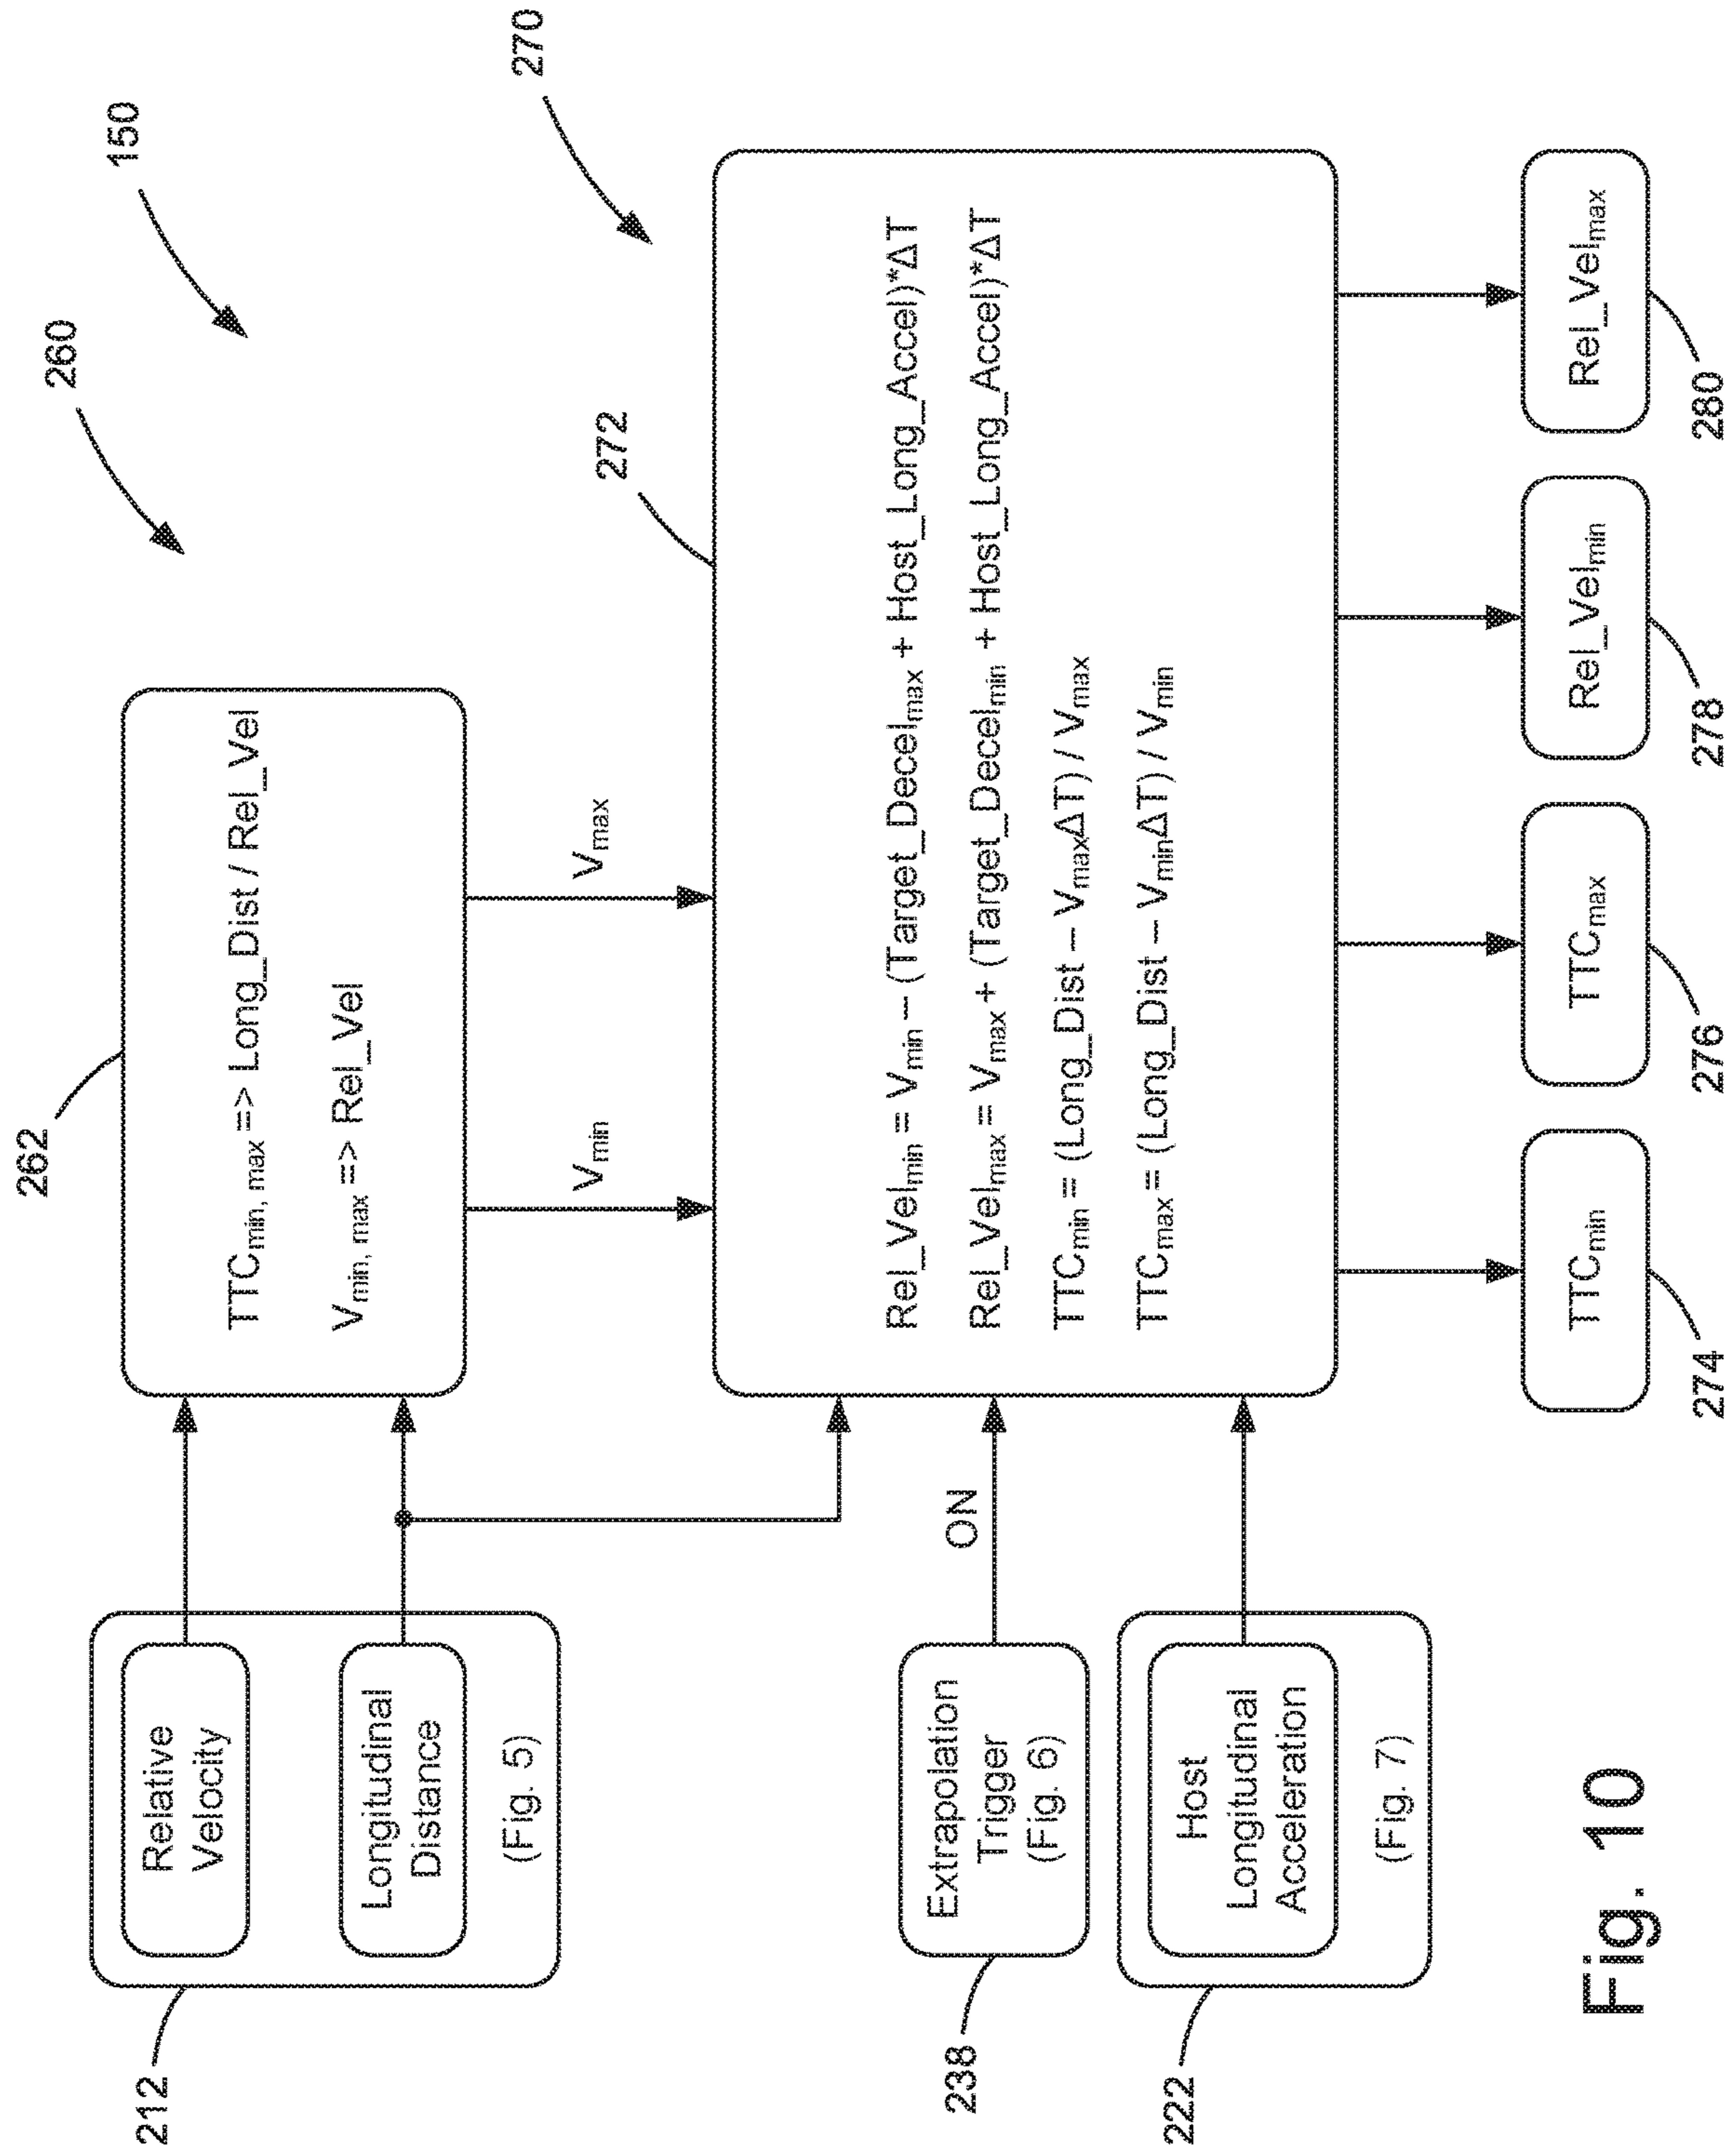 150
260
270
262
TTCmin, max => Long_Dist / Rel_Vel
Vmin, max => Rel_Vel
212
Relative
Velocity
Longitudinal
Distance
(Fig. 5)
Vmin
Vmax
272
Rel_Velmin = Vmin – (Target_Decelmax + Host_Long_Accel)*ΔT
Rel_Velmax = Vmax + (Target_Decelmin + Host_Long_Accel)*ΔT
TTCmin = (Long_Dist – VmaxΔT) / Vmax
TTCmax = (Long_Dist – VminΔT) / Vmin
238
Extrapolation
Trigger
(Fig. 6)
ON
222
Host
Longitudinal
Acceleration
(Fig. 7)
TTCmin
TTCmax
Rel_Velmin
Rel_Velmax
274
276
278
280
Fig. 10